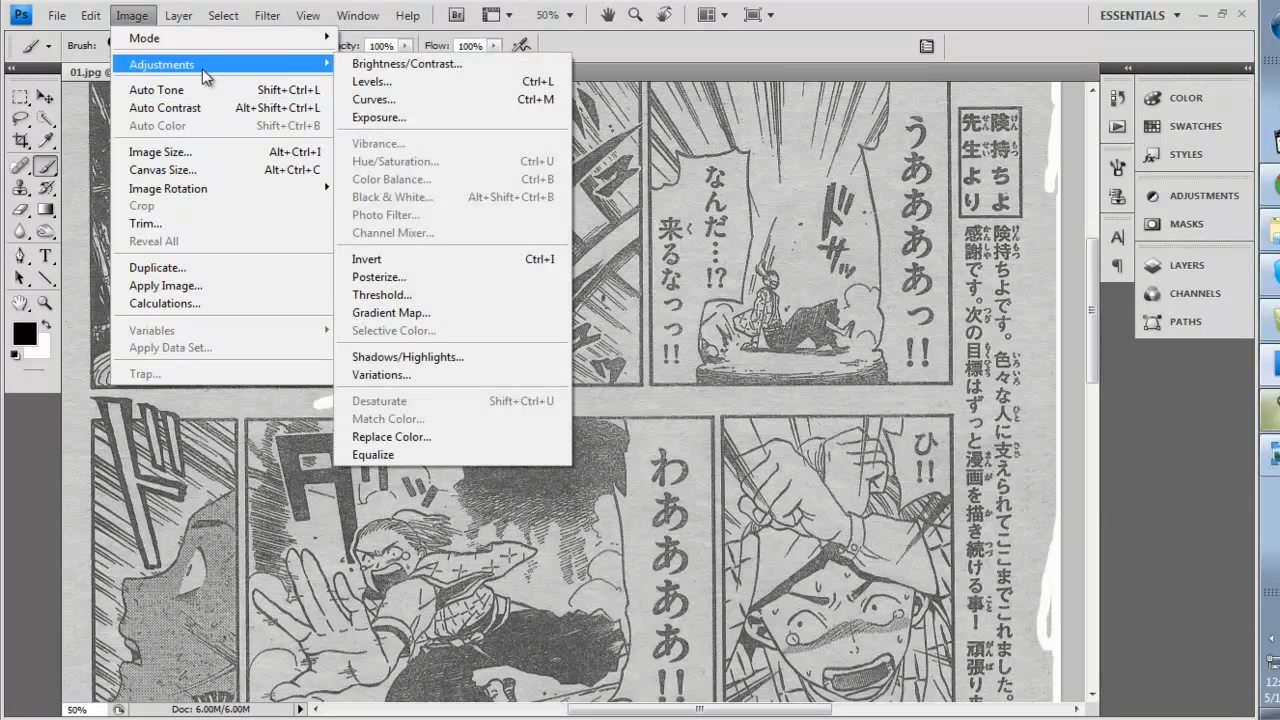 Ps File Edit Image Layer Select Filter View Window Help Br 50% ESSENTIALS
Brush: 100% Flow: 100%
01.jpg @
Mode
Adjustments
Auto Tone Shift+Ctrl+L
Auto Contrast Alt+Shift+Ctrl+L
Auto Color Shift+Ctrl+B
Image Size... Alt+Ctrl+I
Canvas Size... Alt+Ctrl+C
Image Rotation
Crop
Trim...
Reveal All
Duplicate...
Apply Image...
Calculations...
Variables
Apply Data Set...
Trap...
Brightness/Contrast...
Levels... Ctrl+L
Curves... Ctrl+M
Exposure...
Vibrance...
Hue/Saturation... Ctrl+U
Color Balance... Ctrl+B
Black & White... Alt+Shift+Ctrl+B
Photo Filter...
Channel Mixer...
Invert Ctrl+I
Posterize...
Threshold...
Gradient Map...
Selective Color...
Shadows/Highlights...
Variations...
Desaturate Shift+Ctrl+U
Match Color...
Replace Color...
Equalize
険持ちよ
先生より
険持ちよです。色々な人に支えられてここまでこれました。
感謝です。次の目標はずっと漫画を描き続ける事！頑張りま
うああああっ!!
ドサッ
なんだ…!?
来るなっっ!!
ひ!!
わああああ!!
COLOR
SWATCHES
STYLES
ADJUSTMENTS
MASKS
LAYERS
CHANNELS
PATHS
50% Doc: 6.00M/6.00M